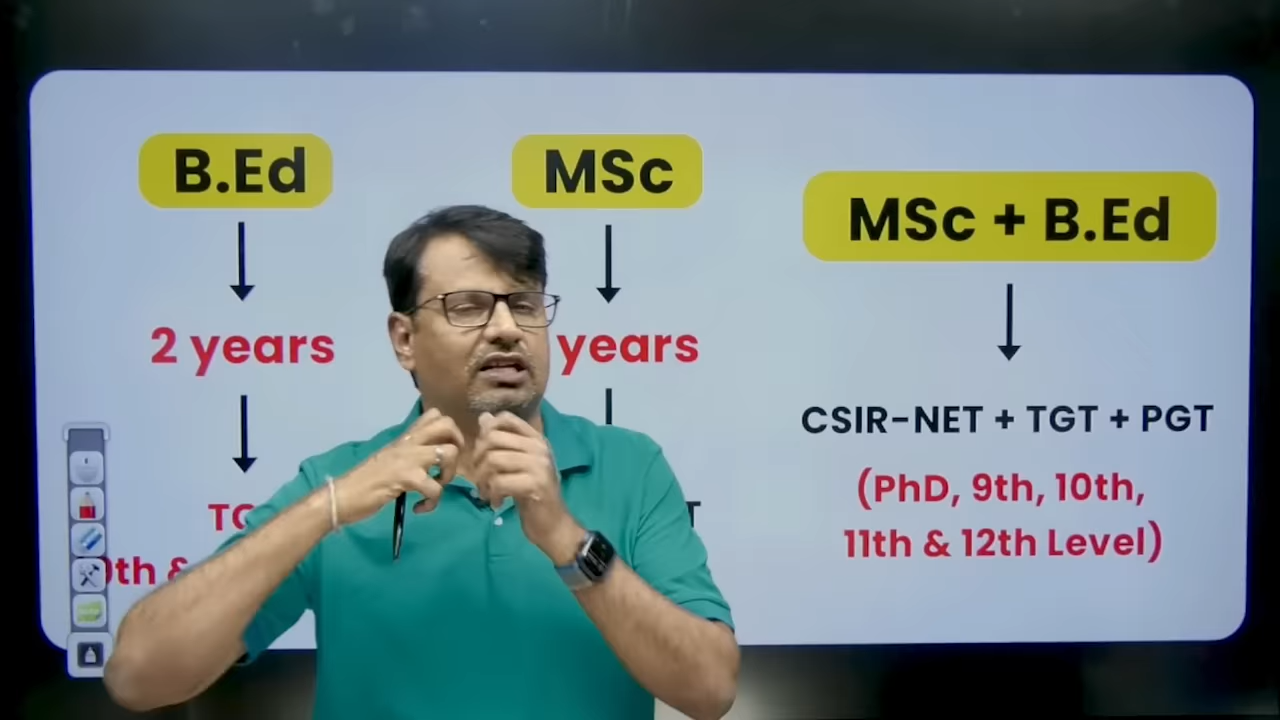 B.Ed
2 years
MSc
years
MSc + B.Ed
CSIR-NET + TGT + PGT
(PhD, 9th, 10th,
11th & 12th Level)